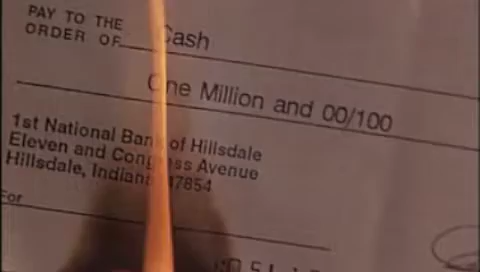 PAY TO THE
ORDER OF Cash
One Million and 00/100
1st National Bank of Hillsdale
Eleven and Congress Avenue
Hillsdale, Indiana 47854
For